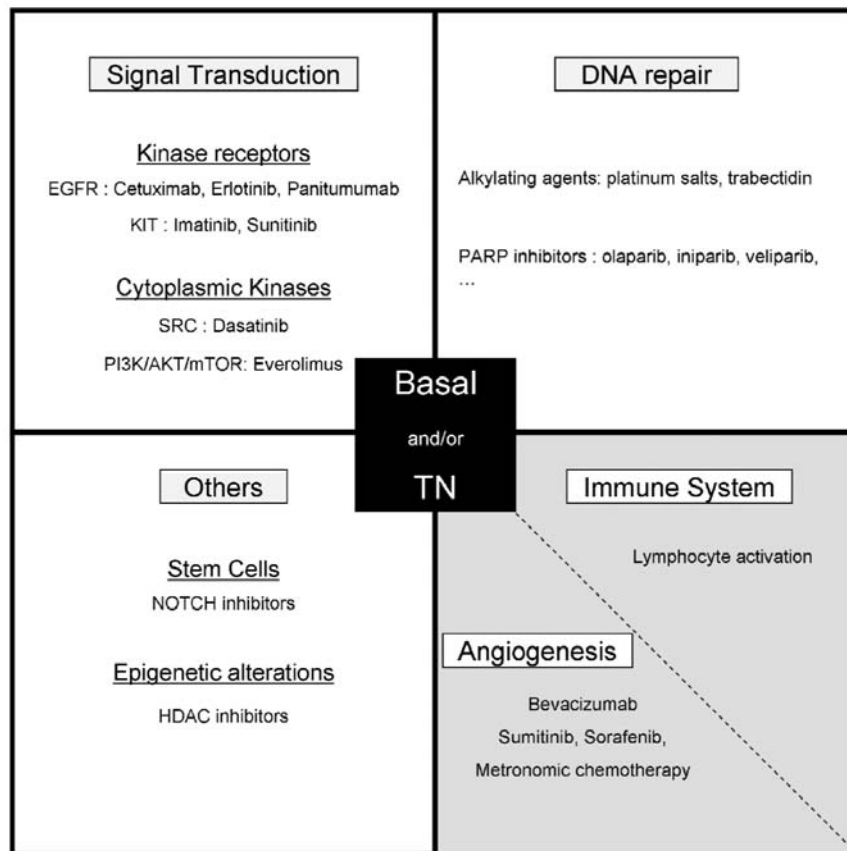 Signal Transduction
Kinase receptors
EGFR : Cetuximab, Erlotinib, Panitumumab
KIT : Imatinib, Sunitinib
Cytoplasmic Kinases
SRC : Dasatinib
PI3K/AKT/mTOR: Everolimus
DNA repair
Alkylating agents: platinum salts, trabectidin
PARP inhibitors : olaparib, iniparib, veliparib,
...
Basal
and/or
TN
Others
Stem Cells
NOTCH inhibitors
Epigenetic alterations
HDAC inhibitors
Immune System
Lymphocyte activation
Angiogenesis
Bevacizumab
Sumitinib, Sorafenib,
Metronomic chemotherapy